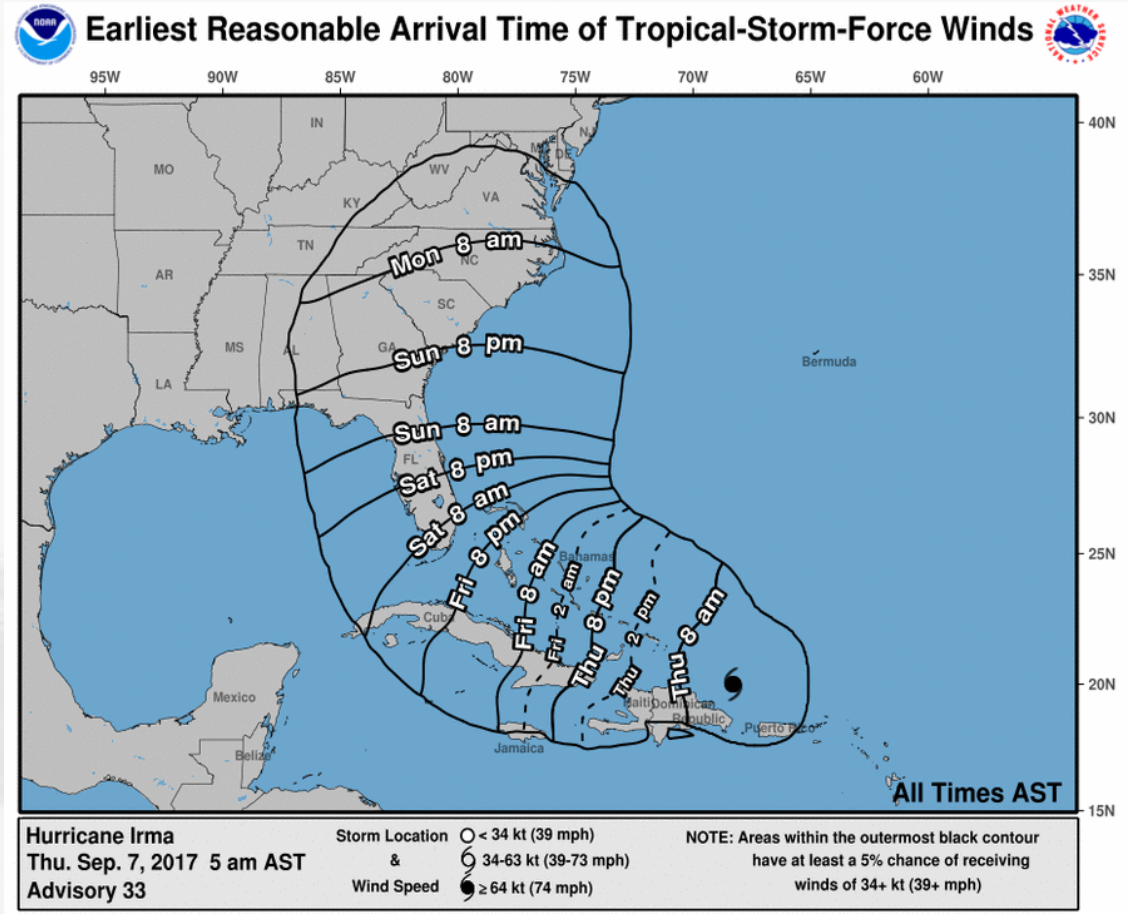 NOAA
Earliest Reasonable Arrival Time of Tropical-Storm-Force Winds
NATIONAL WEATHER SERVICE
95W 90W 85W 80W 75W 70W 65W 60W
40N
IN
NJ
DE
MO
WV
KY
VA
Mon 8 am
TN
NC
AR
35N
SC
MS
AL
GA
Sun 8 pm
Bermuda
LA
30N
Sun 8 am
FL
Sat 8 pm
Sat 8 am
Fri 8 pm
Fri 8 am
Bahamas
25N
Fri 2 am
Thu 8 pm
Thu 2 pm
Thu 8 am
Cuba
20N
Mexico
Haiti
Dominican
Republic
Puerto Rico
Jamaica
Belize
All Times AST
15N
Hurricane Irma
Thu. Sep. 7, 2017 5 am AST
Advisory 33
Storm Location
&
Wind Speed
< 34 kt (39 mph)
34-63 kt (39-73 mph)
≥ 64 kt (74 mph)
NOTE: Areas within the outermost black contour
have at least a 5% chance of receiving
winds of 34+ kt (39+ mph)